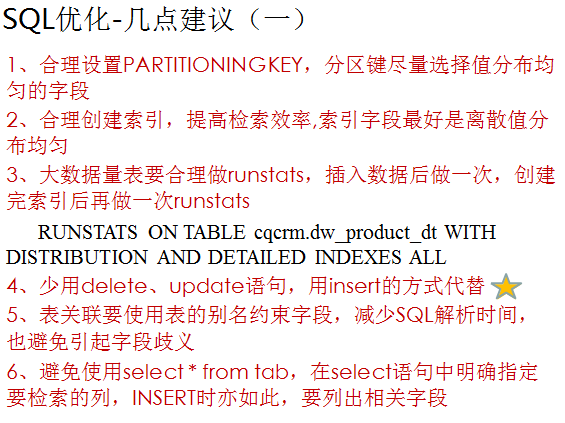 SQL优化-几点建议（一）
1、合理设置PARTITIONINGKEY，分区键尽量选择值分布均
匀的字段
2、合理创建索引，提高检索效率,索引字段最好是离散值分
布均匀
3、大数据量表要合理做runstats，插入数据后做一次，创建
完索引后再做一次runstats
RUNSTATS ON TABLE cqcrm.dw_product_dt WITH
DISTRIBUTION AND DETAILED INDEXES ALL
4、少用delete、update语句，用insert的方式代替
5、表关联要使用表的别名约束字段，减少SQL解析时间，
也避免引起字段歧义
6、避免使用select * from tab，在select语句中明确指定
要检索的列，INSERT时亦如此，要列出相关字段